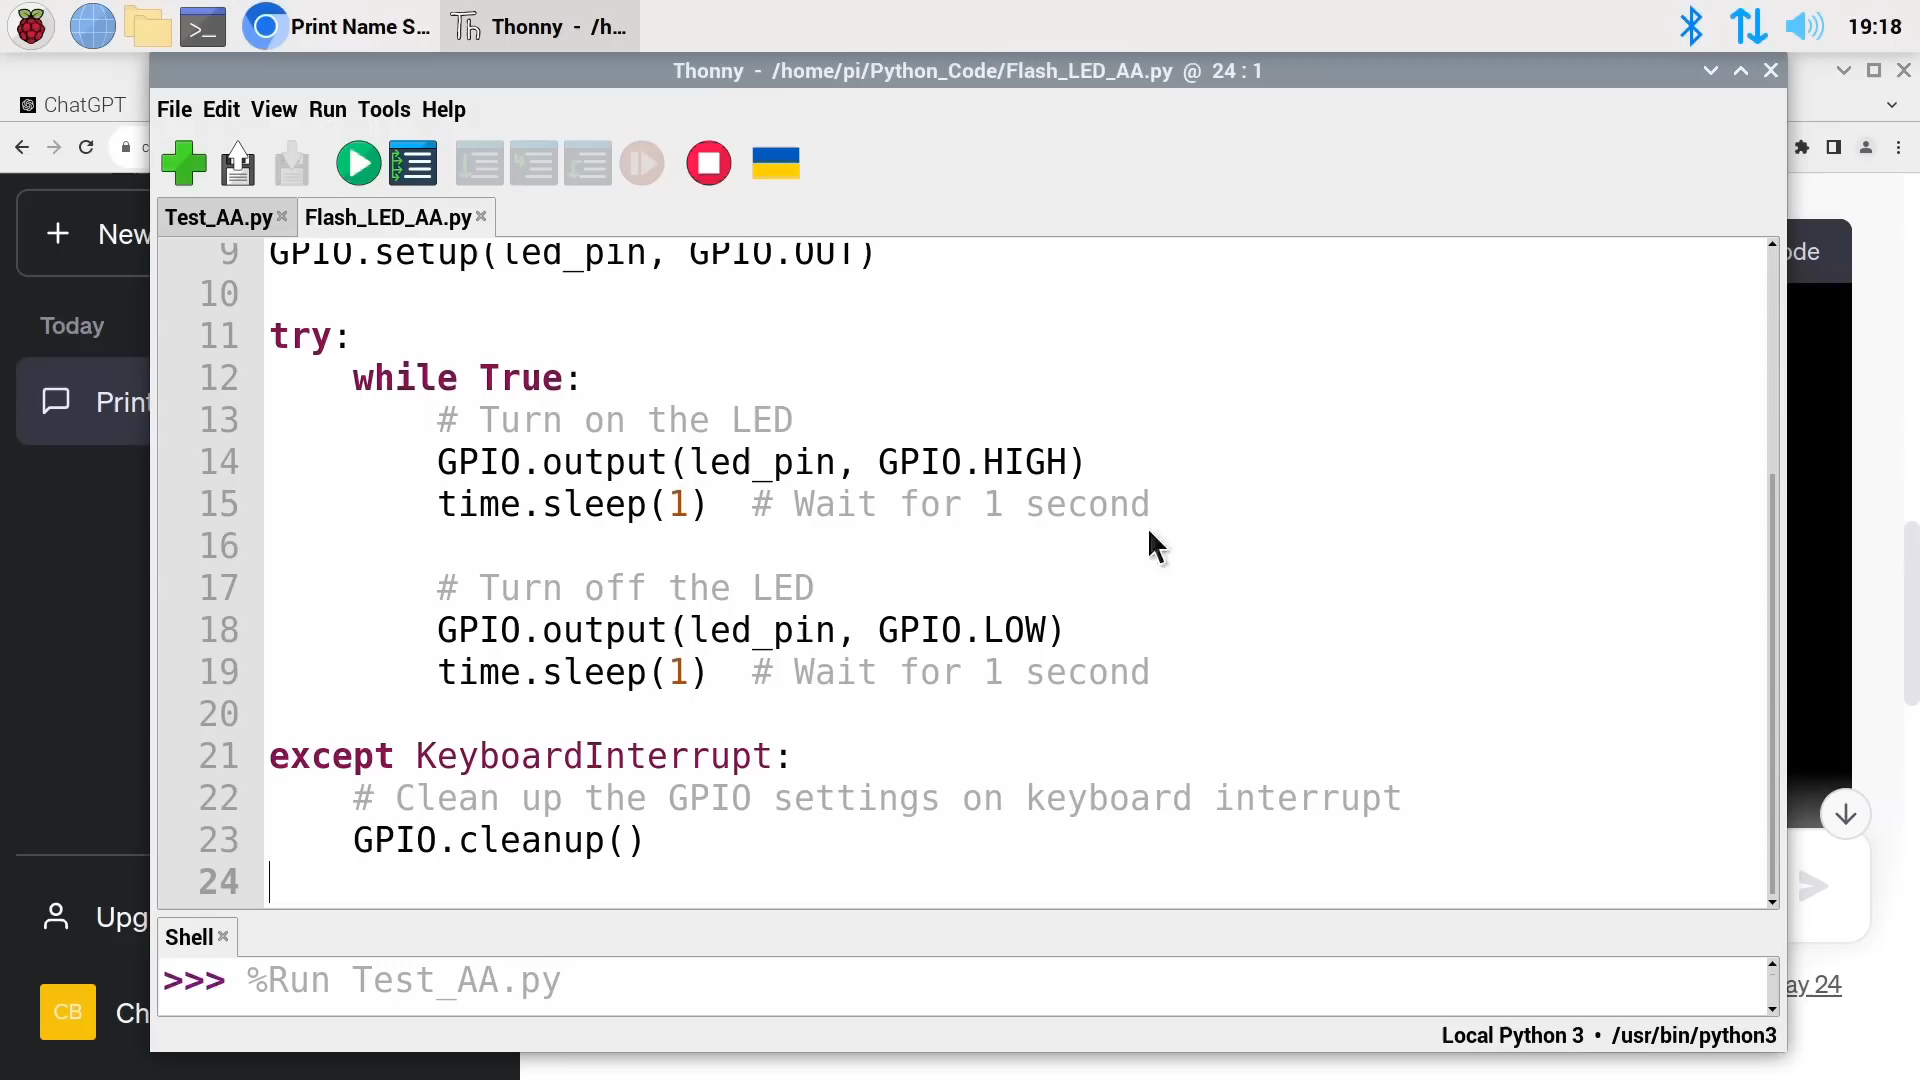 Print Name S...
Thonny - /h...
19:18
Thonny - /home/pi/Python_Code/Flash_LED_AA.py @ 24 : 1
ChatGPT
File Edit View Run Tools Help
c
Test_AA.py
Flash_LED_AA.py
New
Today
Print
Upg
CB
Ch
ode
9 GPIO.setup(led_pin, GPIO.OUT)
10
11 try:
12 while True:
13 # Turn on the LED
14 GPIO.output(led_pin, GPIO.HIGH)
15 time.sleep(1)  # Wait for 1 second
16
17 # Turn off the LED
18 GPIO.output(led_pin, GPIO.LOW)
19 time.sleep(1)  # Wait for 1 second
20
21 except KeyboardInterrupt:
22 # Clean up the GPIO settings on keyboard interrupt
23 GPIO.cleanup()
24
Shell
>>> %Run Test_AA.py
ay 24
Local Python 3 • /usr/bin/python3